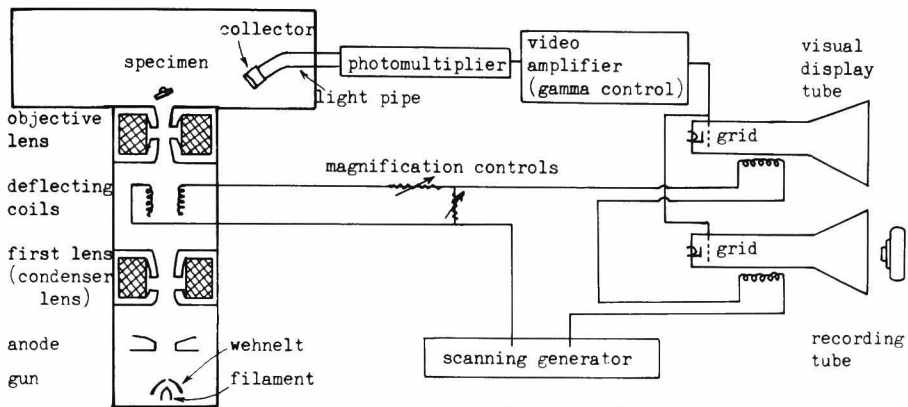 collector
specimen
light pipe
photomultiplier
video
amplifier
(gamma control)
visual
display
tube
grid
objective
lens
magnification controls
deflecting
coils
first lens
(condenser
lens)
grid
recording
tube
anode
wehnelt
scanning generator
gun
filament